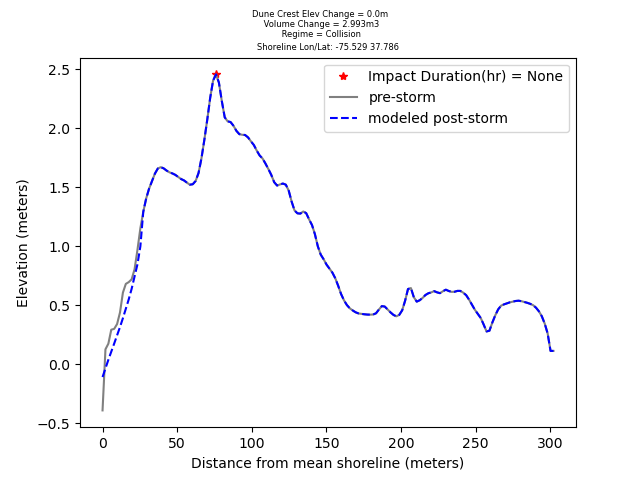 Dune Crest Elev Change = 0.0m
Volume Change = 2.993m3
Regime = Collision
Shoreline Lon/Lat: -75.529 37.786
Impact Duration(hr) = None
pre-storm
modeled post-storm
Elevation (meters)
2.5
2.0
1.5
1.0
0.5
0.0
−0.5
0 50 100 150 200 250 300
Distance from mean shoreline (meters)